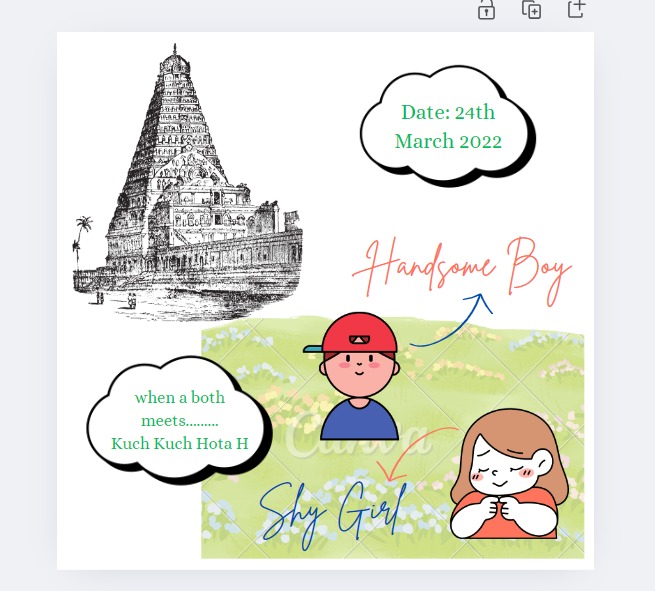 Date: 24th
March 2022
Handsome Boy
when a both
meets.........
Kuch Kuch Hota H
Canva
Shy Girl